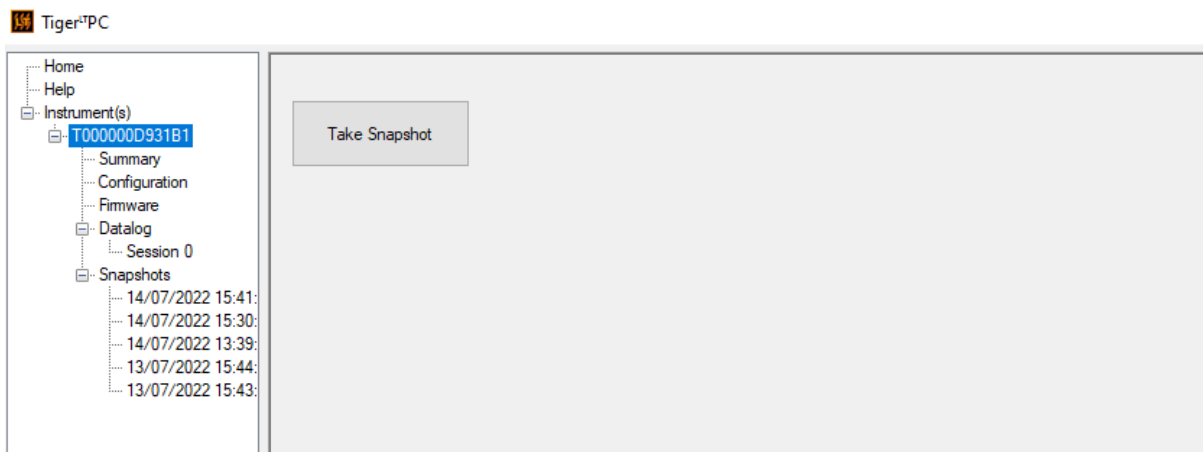 Tigerᴸᵀ PC
Home
Help
Instrument(s)
T000000D931B1
Summary
Configuration
Firmware
Datalog
Session 0
Snapshots
14/07/2022 15:41:
14/07/2022 15:30:
14/07/2022 13:39:
13/07/2022 15:44:
13/07/2022 15:43:
Take Snapshot